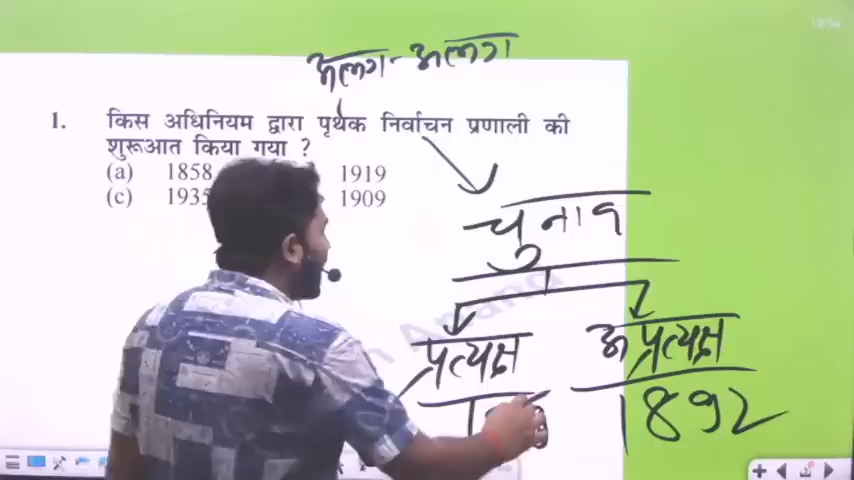 अलग-अलग
1. किस अधिनियम द्वारा पृथक निर्वाचन प्रणाली की
शुरूआत किया गया ?
(a) 1858 1919
(c) 1935 1909
चुनाव
प्रत्यक्ष अप्रत्यक्ष
1892